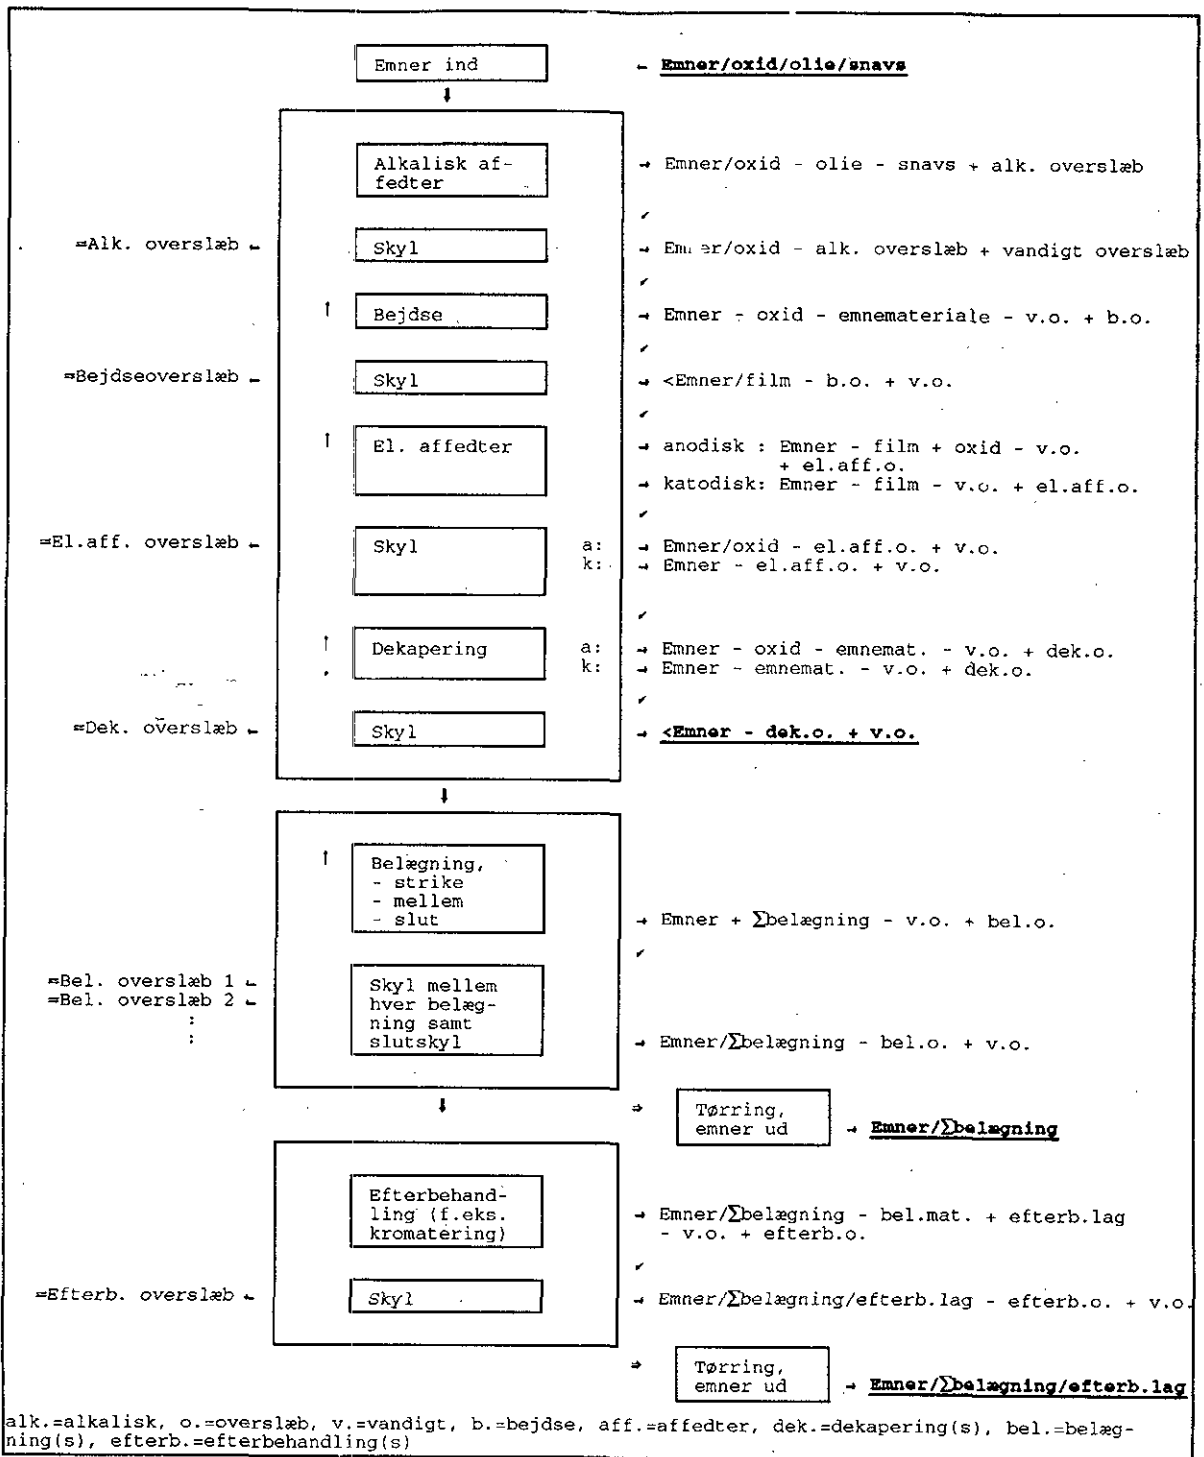 Emner ind ← Emner/oxid/olie/snavs
↓
Alkalisk af-
fedter → Emner/oxid - olie - snavs + alk. overslæb
=Alk. overslæb ← Skyl → Emner/oxid - alk. overslæb + vandigt overslæb
↑ Bejdse → Emner - oxid - emnemateriale - v.o. + b.o.
=Bejdseoverslæb ← Skyl → <Emner/film - b.o. + v.o.
↑ El. affedter → anodisk : Emner - film + oxid - v.o.
+ el.aff.o.
→ katodisk: Emner - film - v.o. + el.aff.o.
=El.aff. overslæb ← Skyl a: → Emner/oxid - el.aff.o. + v.o.
k: → Emner - el.aff.o. + v.o.
↑ Dekapering a: → Emner - oxid - emnemat. - v.o. + dek.o.
k: → Emner - emnemat. - v.o. + dek.o.
=Dek. overslæb ← Skyl → <Emner - dek.o. + v.o.
↓
↑ Belægning,
- strike
- mellem
- slut → Emner + ∑belægning - v.o. + bel.o.
=Bel. overslæb 1 ←
=Bel. overslæb 2 ←
:
:
Skyl mellem
hver belæg-
ning samt
slutskyl → Emner/∑belægning - bel.o. + v.o.
↓
⇒ Tørring,
emner ud → Emner/∑belægning
Efterbehand-
ling (f.eks.
kromatering)
→ Emner/∑belægning - bel.mat. + efterb.lag
- v.o. + efterb.o.
=Efterb. overslæb ← Skyl → Emner/∑belægning/efterb.lag - efterb.o. + v.o.
⇒ Tørring,
emner ud → Emner/∑belægning/efterb.lag
alk.=alkalisk, o.=overslæb, v.=vandigt, b.=bejdse, aff.=affedter, dek.=dekapering(s), bel.=belæg-
ning(s), efterb.=efterbehandling(s)